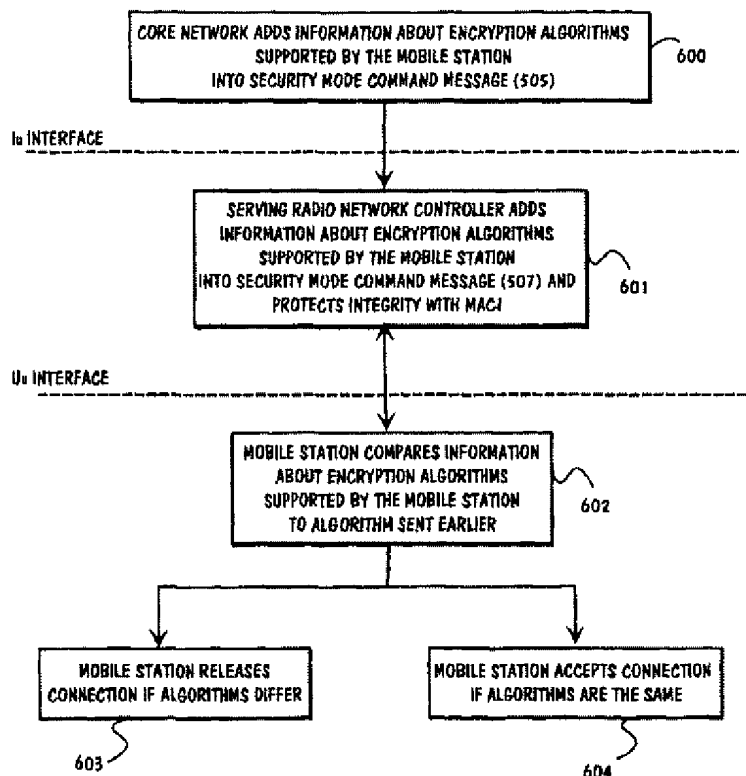 CORE NETWORK ADDS INFORMATION ABOUT ENCRYPTION ALGORITHMS
SUPPORTED BY THE MOBILE STATION
INTO SECURITY MODE COMMAND MESSAGE (505)
600
Iu INTERFACE
SERVING RADIO NETWORK CONTROLLER ADDS
INFORMATION ABOUT ENCRYPTION ALGORITHMS
SUPPORTED BY THE MOBILE STATION
INTO SECURITY MODE COMMAND MESSAGE (507) AND
PROTECTS INTEGRITY WITH MAC-I
601
Uu INTERFACE
MOBILE STATION COMPARES INFORMATION
ABOUT ENCRYPTION ALGORITHMS
SUPPORTED BY THE MOBILE STATION
TO ALGORITHM SENT EARLIER
602
MOBILE STATION RELEASES
CONNECTION IF ALGORITHMS DIFFER
603
MOBILE STATION ACCEPTS CONNECTION
IF ALGORITHMS ARE THE SAME
604